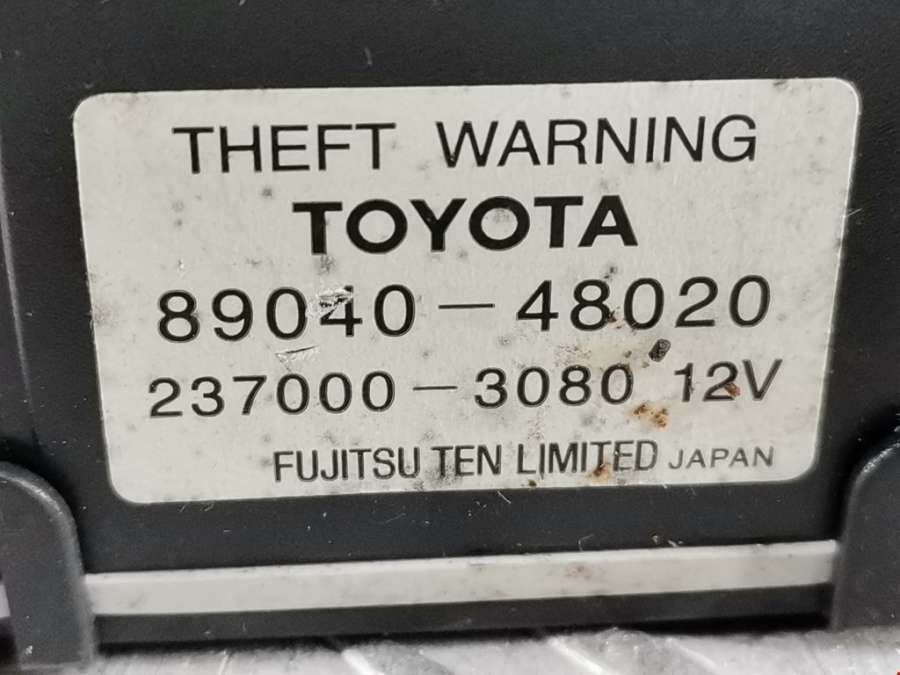 THEFT WARNING
TOYOTA
89040-48020
237000-3080 12V
FUJITSU TEN LIMITED JAPAN